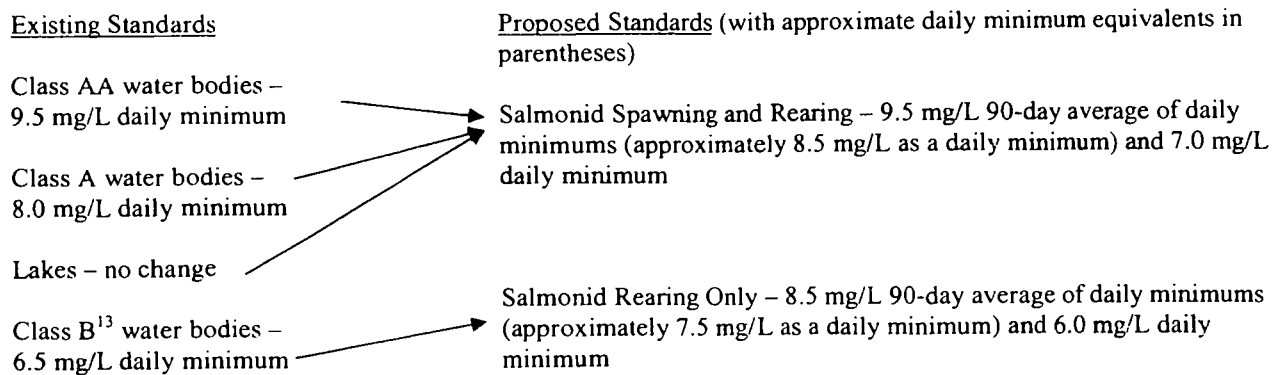 Existing Standards
Class AA water bodies –
9.5 mg/L daily minimum
Class A water bodies –
8.0 mg/L daily minimum
Lakes – no change
Class B¹³ water bodies –
6.5 mg/L daily minimum
Proposed Standards (with approximate daily minimum equivalents in
parentheses)
Salmonid Spawning and Rearing – 9.5 mg/L 90-day average of daily
minimums (approximately 8.5 mg/L as a daily minimum) and 7.0 mg/L
daily minimum
Salmonid Rearing Only – 8.5 mg/L 90-day average of daily minimums
(approximately 7.5 mg/L as a daily minimum) and 6.0 mg/L daily
minimum